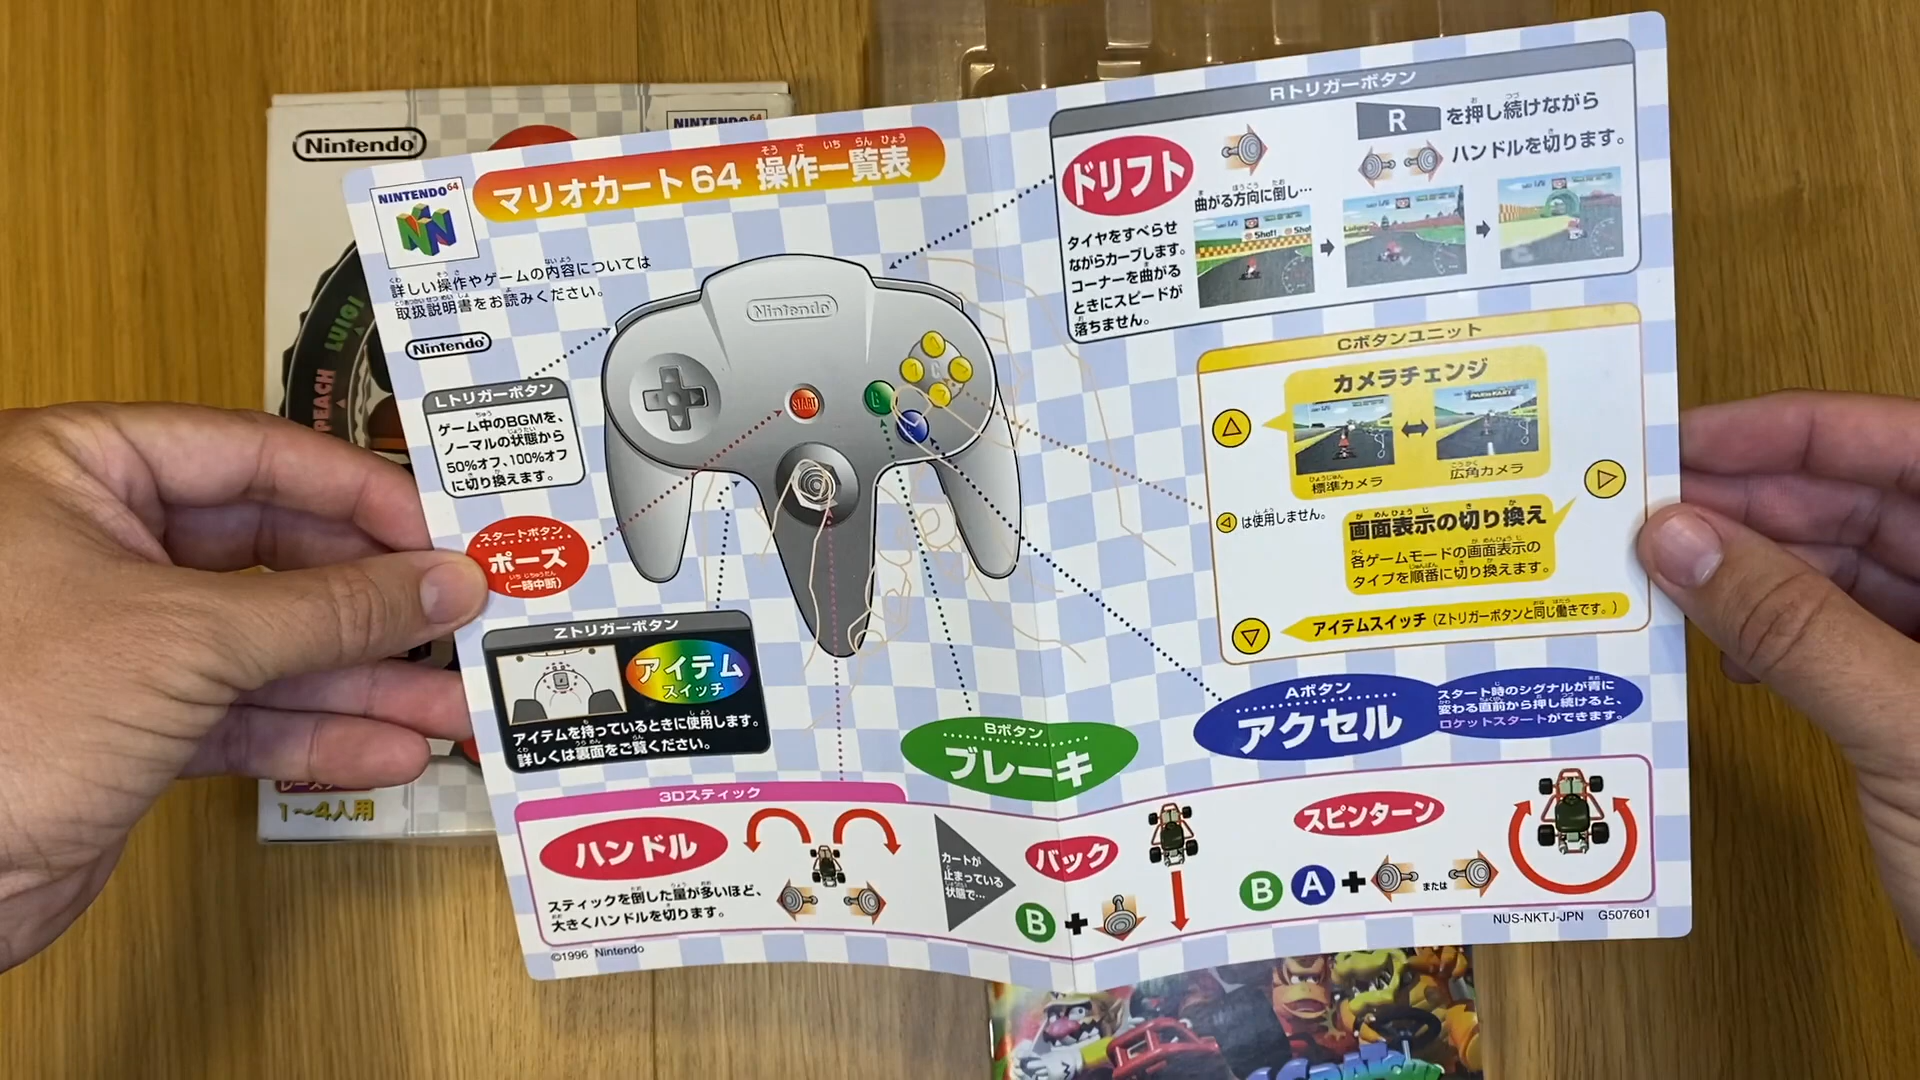 Nintendo
NINTENDO 64
LUIGI
PEACH
1〜4人用
NINTENDO 64
マリオカート64 操作一覧表
そうさいちらんひょう
詳しい操作やゲームの内容については
取扱説明書をお読みください。
Nintendo
Nintendo
START
B
C
Lトリガーボタン
ゲーム中のBGMを、
ノーマルの状態から
50%オフ、100%オフ
に切り換えます。
スタートボタン
ポーズ
(一時中断)
Zトリガーボタン
Z
アイテム
スイッチ
アイテムを持っているときに使用します。
詳しくは裏面をご覧ください。
Rトリガーボタン
ドリフト
タイヤをすべらせ
ながらカーブします。
コーナーを曲がる
ときにスピードが
落ちません。
曲がる方向に倒し…
R を押し続けながら
ハンドルを切ります。
Cボタンユニット
カメラチェンジ
標準カメラ
広角カメラ
は使用しません。
画面表示の切り換え
各ゲームモードの画面表示の
タイプを順番に切り換えます。
アイテムスイッチ(Zトリガーボタンと同じ働きです。)
Bボタン
ブレーキ
Aボタン
アクセル
スタート時のシグナルが青に
変わる直前から押し続けると、
ロケットスタートができます。
3Dスティック
ハンドル
スティックを倒した量が多いほど、
大きくハンドルを切ります。
カートが
止まっている
状態で…
バック
B +
スピンターン
B A + または
©1996 Nintendo
NUS-NKTJ-JPN G507601